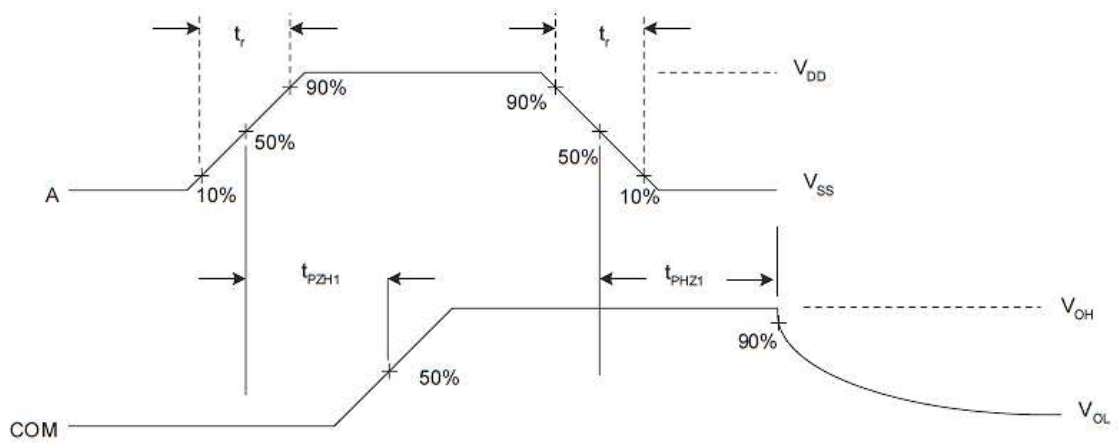 tr
tr
VDD
90%
90%
50%
50%
A
10%
10%
VSS
tPZH1
tPHZ1
VOH
90%
50%
COM
VOL